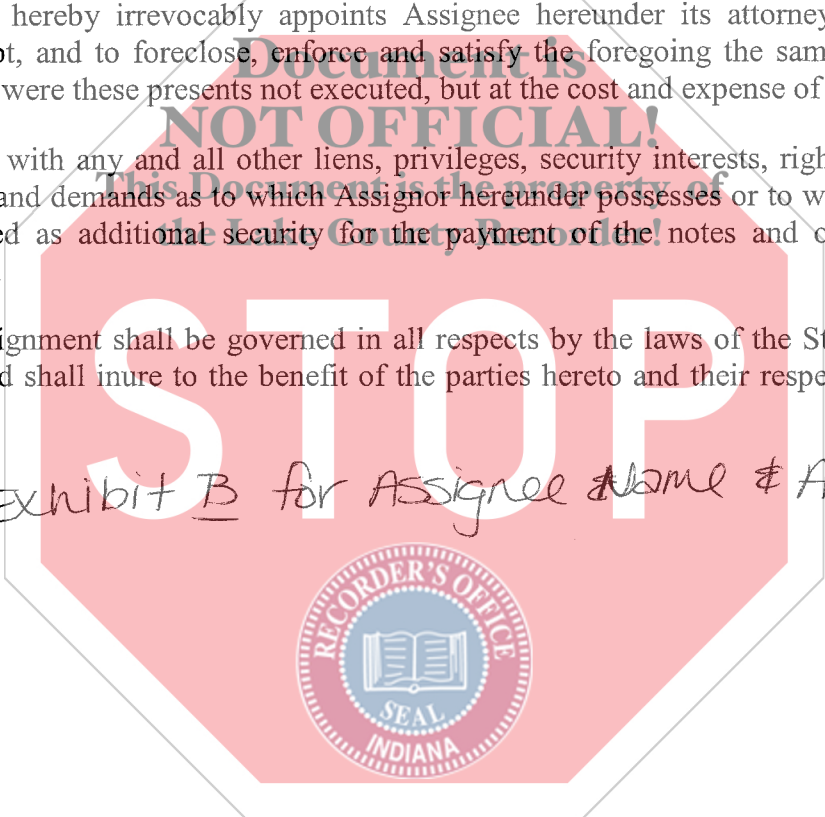 hereby irrevocably appoints Assignee hereunder its attorney
ot, and to foreclose, enforce and satisfy the foregoing the sam
were these presents not executed, but at the cost and expense of
Document is
NOT OFFICIAL!
This Document is the property of
the Lake County Recorder!
with any and all other liens, privileges, security interests, righ
and demands as to which Assignor hereunder possesses or to w
ed as additional security for the payment of the notes and o
STOP
ignment shall be governed in all respects by the laws of the St
d shall inure to the benefit of the parties hereto and their respe
Exhibit B for Assignee Name & A
RECORDER'S OFFICE
SEAL
INDIANA